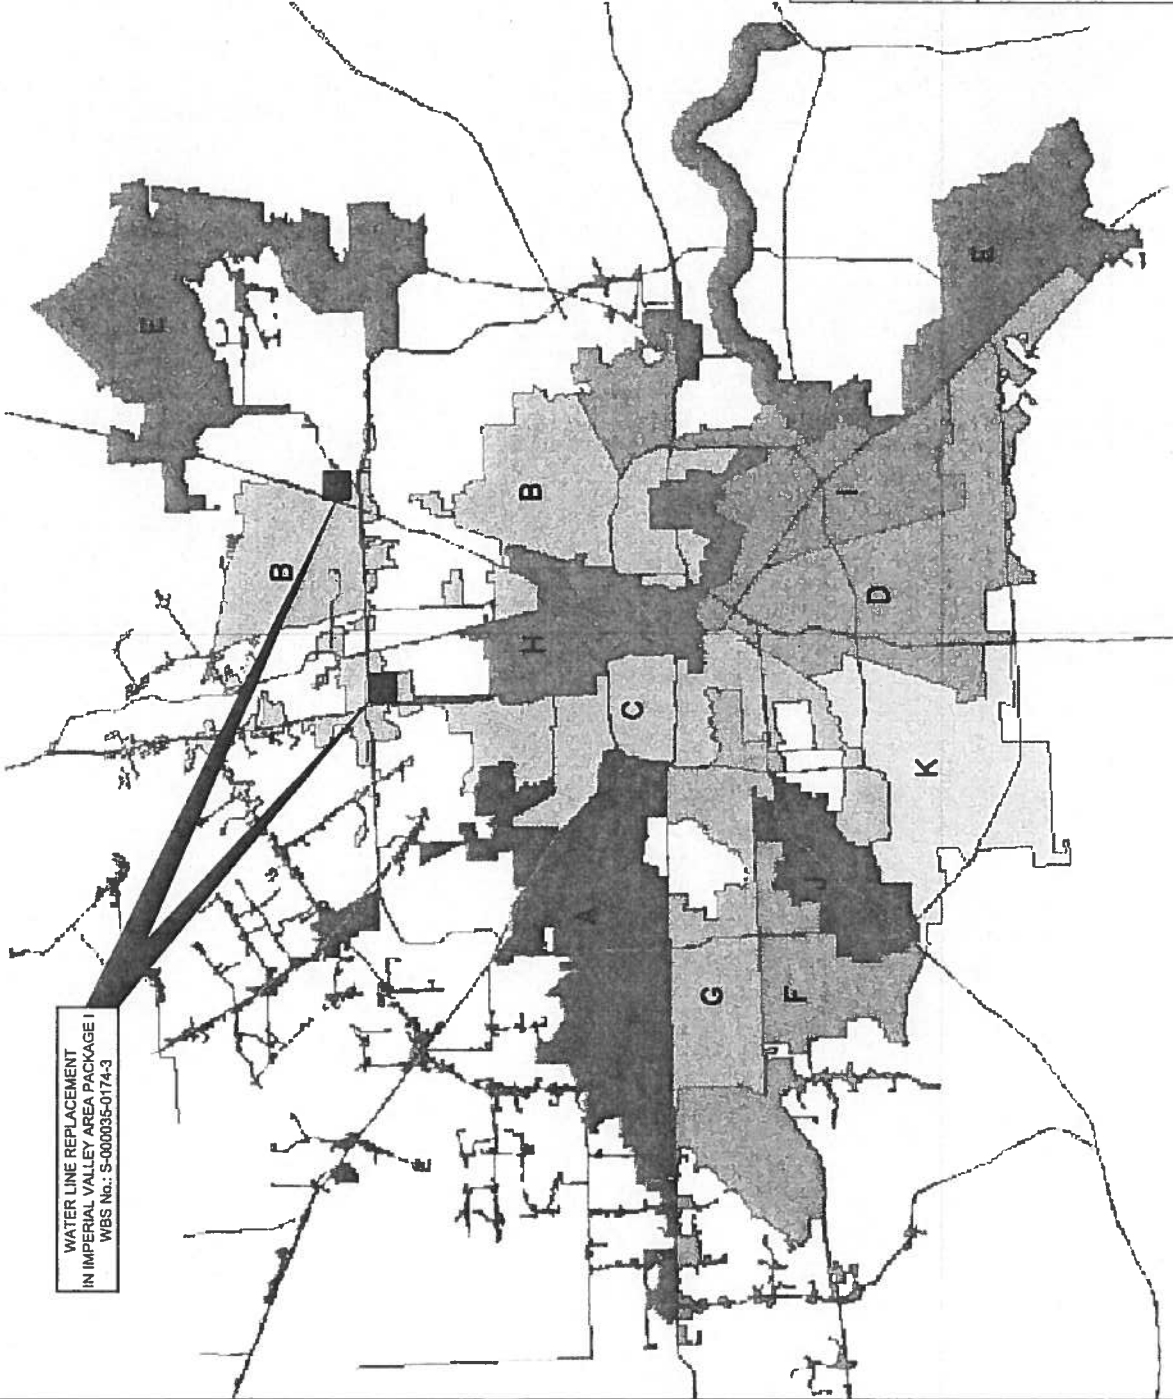 WATER LINE REPLACEMENT
IN IMPERIAL VALLEY AREA PACKAGE I
WBS No.: S-000035-0174-3
E
B
B
H
C
A
G
F
J
K
D
I
E